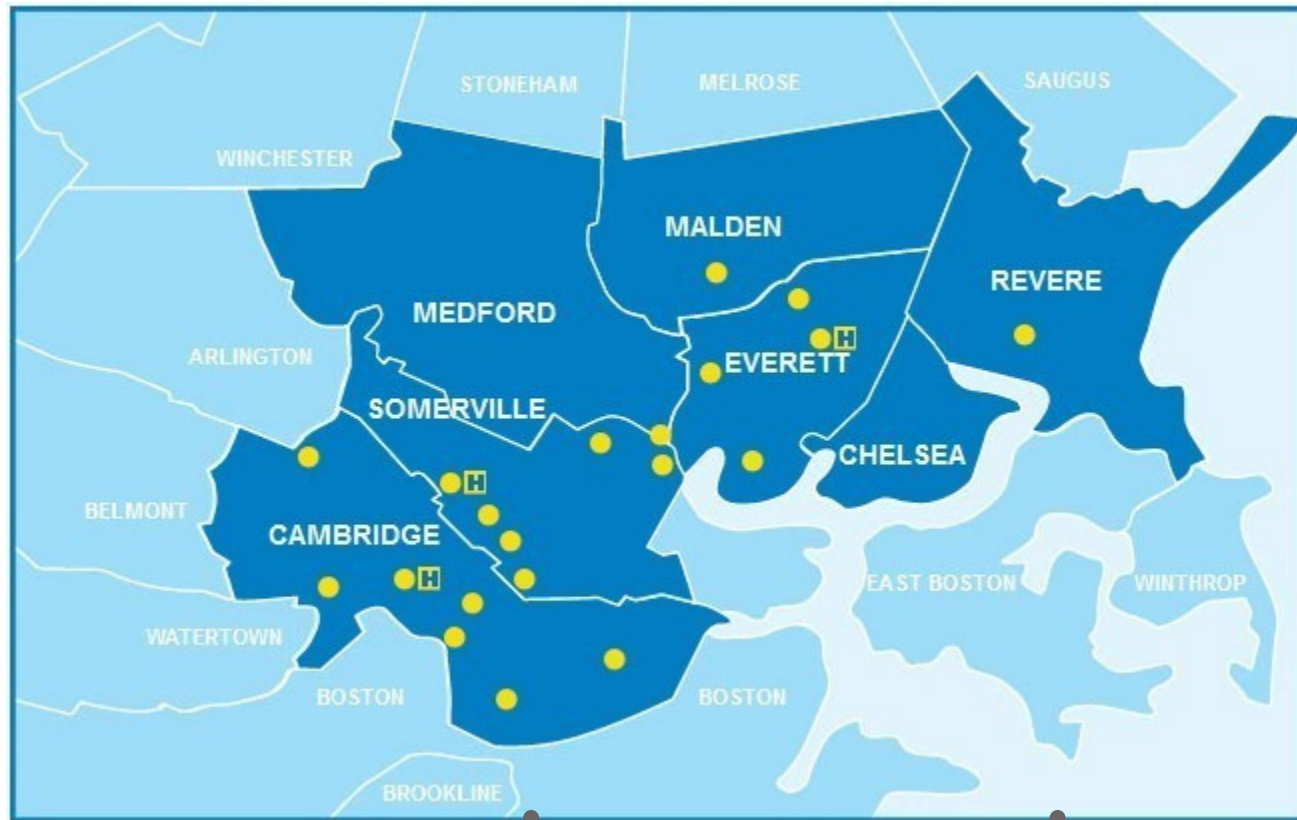 STONEHAM
MELROSE
SAUGUS
WINCHESTER
MALDEN
REVERE
MEDFORD
ARLINGTON
H
EVERETT
SOMERVILLE
CHELSEA
H
BELMONT
CAMBRIDGE
H
EAST BOSTON
WINTHROP
WATERTOWN
BOSTON
BOSTON
BROOKLINE